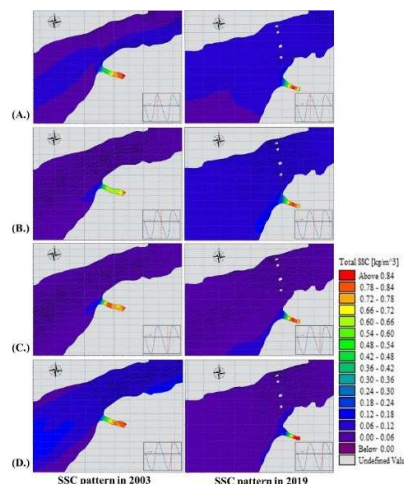 (A.)
(B.)
(C.)
(D.)
Total SSC [kg/m^3]
Above 0.84
0.78 - 0.84
0.72 - 0.78
0.66 - 0.72
0.60 - 0.66
0.54 - 0.60
0.48 - 0.54
0.42 - 0.48
0.36 - 0.42
0.30 - 0.36
0.24 - 0.30
0.18 - 0.24
0.12 - 0.18
0.06 - 0.12
0.00 - 0.06
Below 0.00
Undefined Valu
SSC pattern in 2003
SSC pattern in 2019